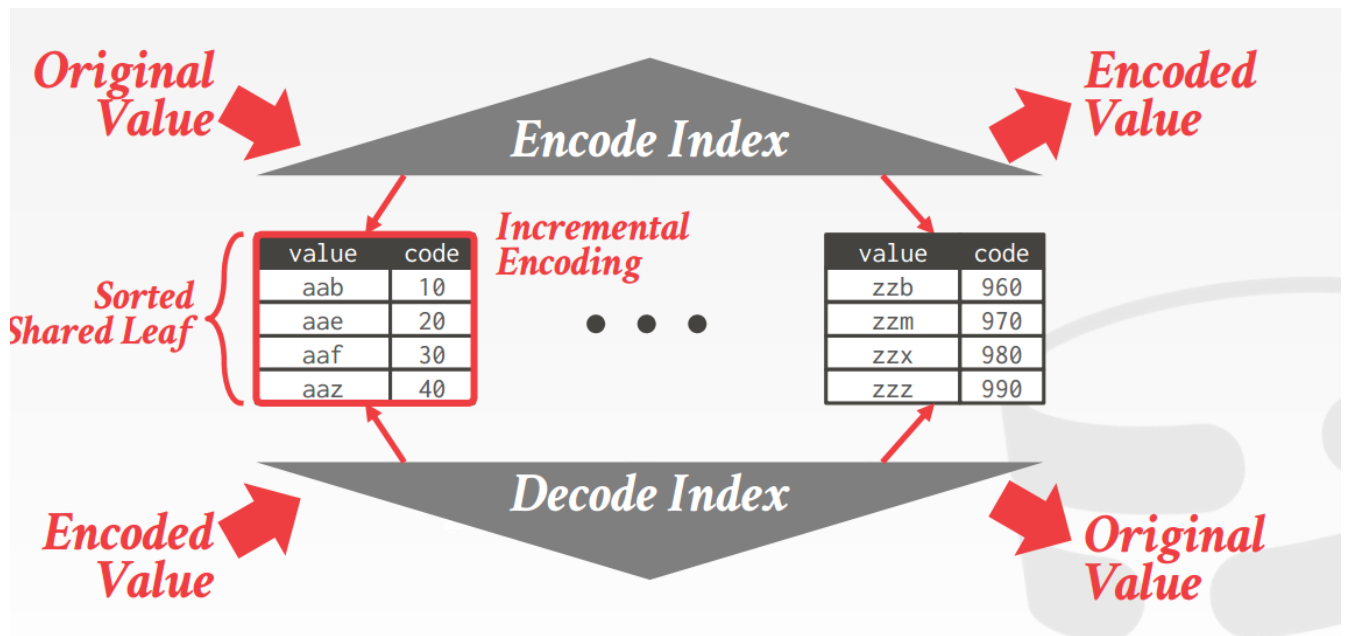 Original
Value
Encoded
Value
Encode Index
Incremental
Encoding
Sorted
Shared Leaf
value code
aab 10
aae 20
aaf 30
aaz 40
value code
zzb 960
zzm 970
zzx 980
zzz 990
Decode Index
Encoded
Value
Original
Value